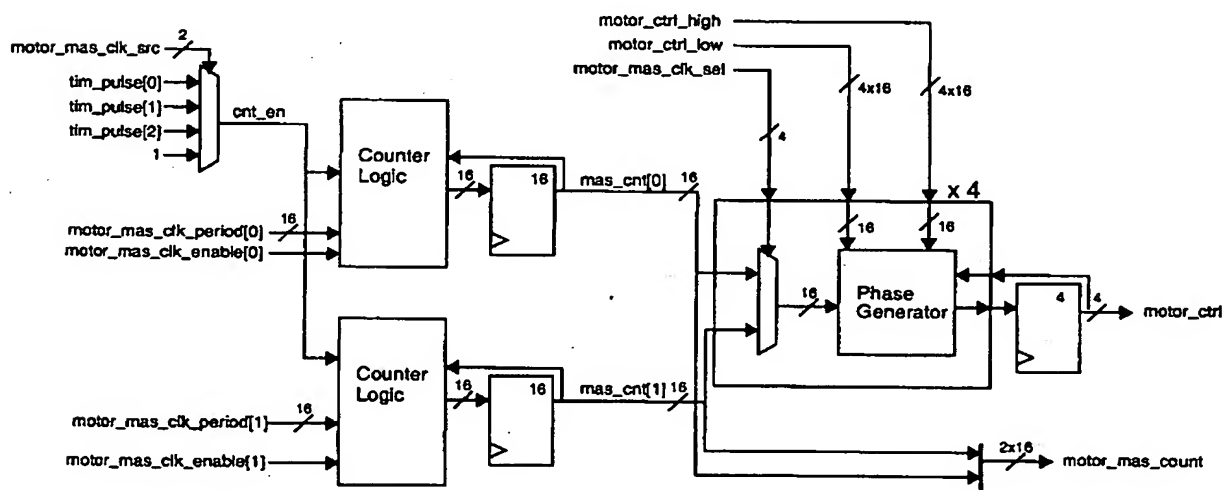 motor_ctrl_high
motor_ctrl_low
motor_mas_clk_sel
motor_mas_clk_src
2
tim_pulse[0]
tim_pulse[1]
tim_pulse[2]
1
cnt_en
4
4x16
4x16
Counter
Logic
16
16
mas_cnt[0]
16
x 4
motor_mas_clk_period[0]
16
motor_mas_clk_enable[0]
16
16
16
Phase
Generator
4
4
motor_ctrl
Counter
Logic
16
16
mas_cnt[1]
16
motor_mas_clk_period[1]
16
motor_mas_clk_enable[1]
2x16
motor_mas_count